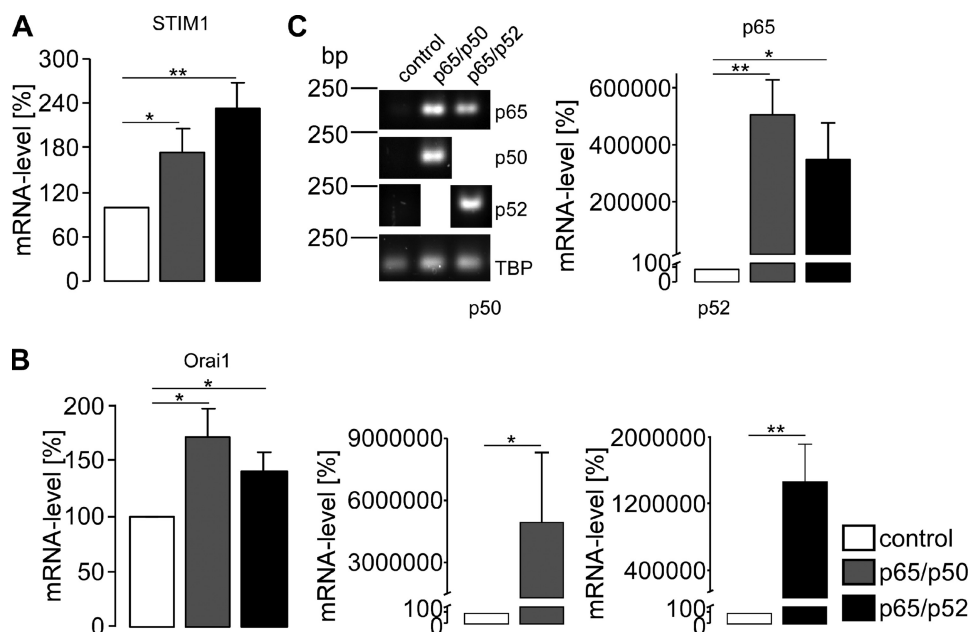 A
STIM1
mRNA-level [%]
300
240
180
120
60
0
**
*
C
bp
control
p65/p50
p65/p52
250
p65
250
p50
250
p52
250
TBP
p65
mRNA-level [%]
600000
400000
200000
100
0
*
**
B
Orai1
mRNA-level [%]
200
150
100
50
0
*
*
p50
mRNA-level [%]
9000000
6000000
3000000
100
0
*
p52
mRNA-level [%]
2000000
1200000
400000
100
0
**
control
p65/p50
p65/p52